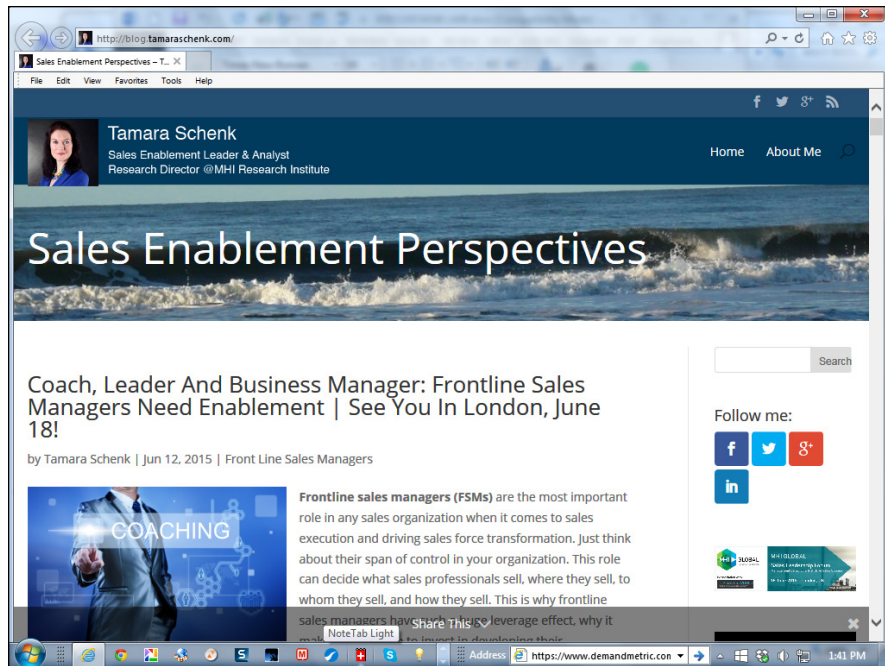 http://blog.tamaraschenk.com/
Sales Enablement Perspectives – T...
File Edit View Favorites Tools Help
Tamara Schenk
Sales Enablement Leader & Analyst
Research Director @MHI Research Institute
Home About Me
Sales Enablement Perspectives
Search
Coach, Leader And Business Manager: Frontline Sales
Managers Need Enablement | See You In London, June
18!
by Tamara Schenk | Jun 12, 2015 | Front Line Sales Managers
Follow me:
COACHING
Frontline sales managers (FSMs) are the most important
role in any sales organization when it comes to sales
execution and driving sales force transformation. Just think
about their span of control in your organization. This role
can decide what sales professionals sell, where they sell, to
whom they sell, and how they sell. This is why frontline
sales managers have such a huge leverage effect, why it
MHI GLOBAL
Sales Leadership Forum
Share This
NoteTab Light
Address https://www.demandmetric.con
1:41 PM